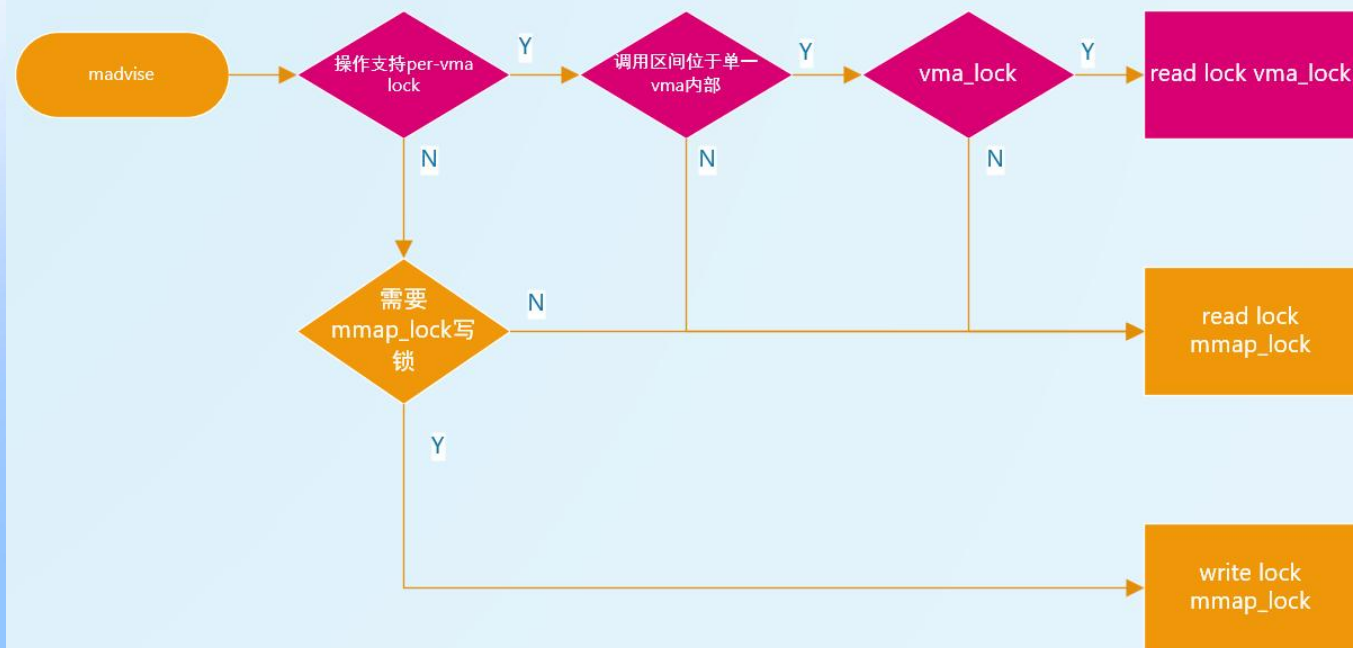 madvise
操作支持per-vma
lock
Y
调用区间位于单一
vma内部
Y
vma_lock
Y
read lock vma_lock
N
N
N
需要
mmap_lock写
锁
N
read lock
mmap_lock
Y
write lock
mmap_lock